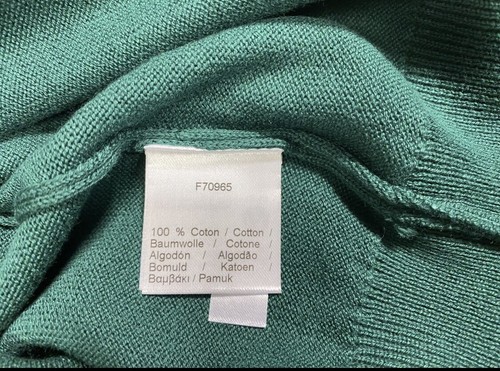 F70965
100 % Coton / Cotton /
Baumwolle / Cotone /
Algodón / Algodão /
Bomuld / Katoen /
Βαμβάκι / Pamuk